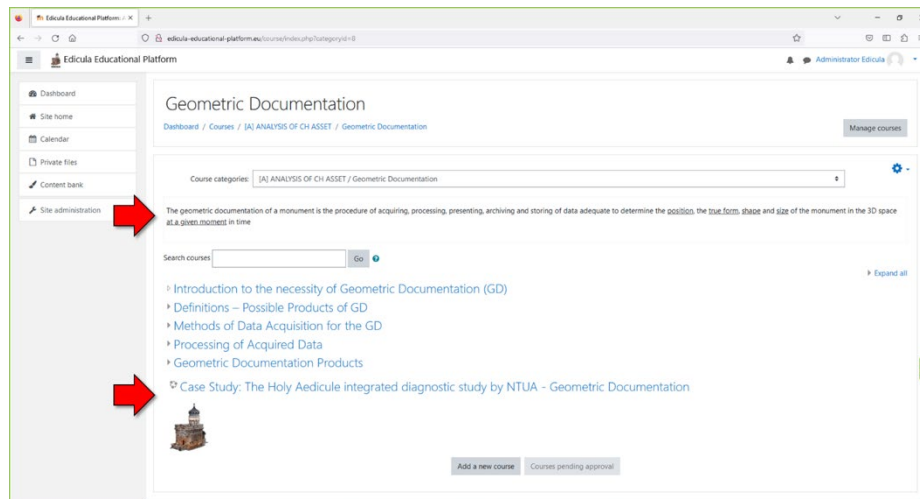 Edicula Educational Platform:
edicula-educational-platform.eu/course/index.php?categoryid=8
Edicula Educational Platform
Administrator Edicula
Dashboard
Site home
Calendar
Private files
Content bank
Site administration
Geometric Documentation
Dashboard / Courses / [A] ANALYSIS OF CH ASSET / Geometric Documentation
Manage courses
Course categories: [A] ANALYSIS OF CH ASSET / Geometric Documentation
The geometric documentation of a monument is the procedure of acquiring, processing, presenting, archiving and storing of data adequate to determine the position, the true form, shape and size of the monument in the 3D space
at a given moment in time
Search courses Go
Expand all
Introduction to the necessity of Geometric Documentation (GD)
Definitions – Possible Products of GD
Methods of Data Acquisition for the GD
Processing of Acquired Data
Geometric Documentation Products
Case Study: The Holy Aedicule integrated diagnostic study by NTUA - Geometric Documentation
Add a new course Courses pending approval